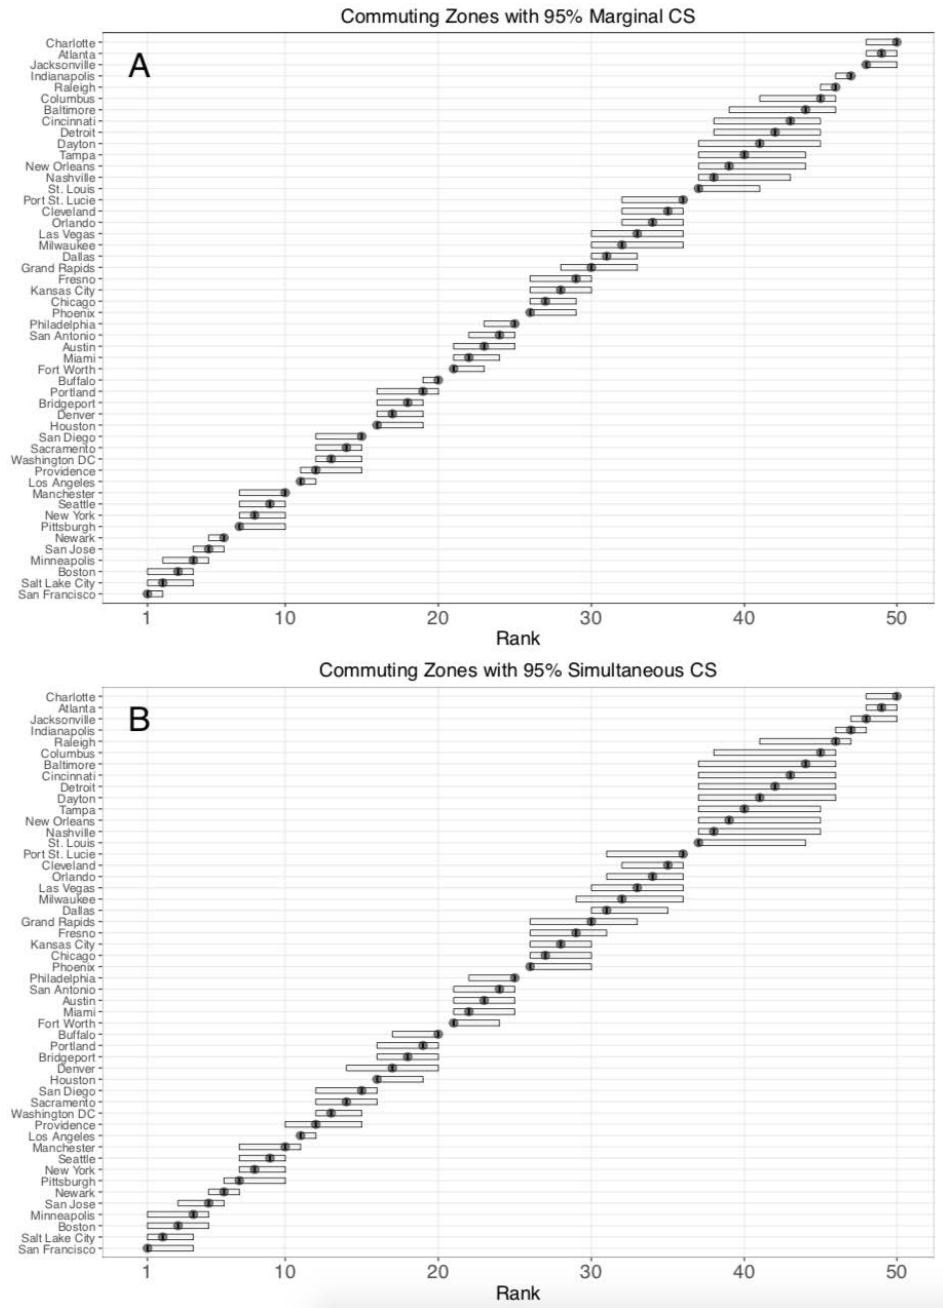 Commuting Zones with 95% Marginal CS
A
Charlotte
Atlanta
Jacksonville
Indianapolis
Raleigh
Columbus
Baltimore
Cincinnati
Detroit
Dayton
Tampa
New Orleans
Nashville
St. Louis
Port St. Lucie
Cleveland
Orlando
Las Vegas
Milwaukee
Dallas
Grand Rapids
Fresno
Kansas City
Chicago
Phoenix
Philadelphia
San Antonio
Austin
Miami
Fort Worth
Buffalo
Portland
Bridgeport
Denver
Houston
San Diego
Sacramento
Washington DC
Providence
Los Angeles
Manchester
Seattle
New York
Pittsburgh
Newark
San Jose
Minneapolis
Boston
Salt Lake City
San Francisco
1 10 20 30 40 50
Rank
Commuting Zones with 95% Simultaneous CS
B
Charlotte
Atlanta
Jacksonville
Indianapolis
Raleigh
Columbus
Baltimore
Cincinnati
Detroit
Dayton
Tampa
New Orleans
Nashville
St. Louis
Port St. Lucie
Cleveland
Orlando
Las Vegas
Milwaukee
Dallas
Grand Rapids
Fresno
Kansas City
Chicago
Phoenix
Philadelphia
San Antonio
Austin
Miami
Fort Worth
Buffalo
Portland
Bridgeport
Denver
Houston
San Diego
Sacramento
Washington DC
Providence
Los Angeles
Manchester
Seattle
New York
Pittsburgh
Newark
San Jose
Minneapolis
Boston
Salt Lake City
San Francisco
1 10 20 30 40 50
Rank